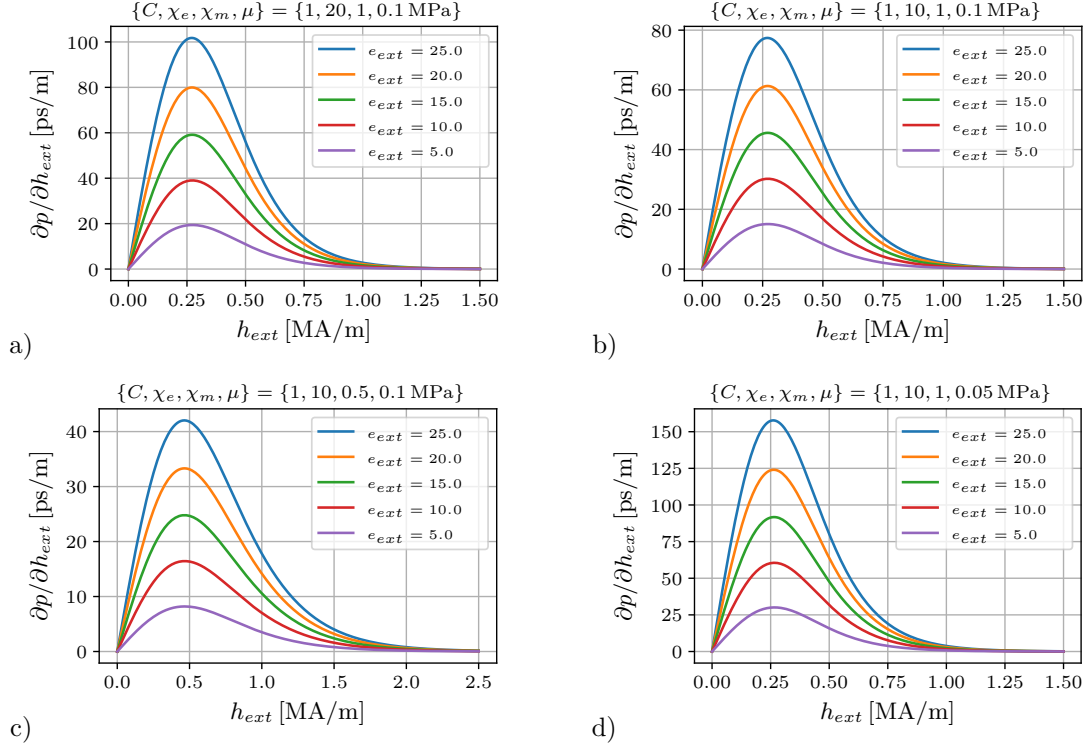 {C, χₑ, χₘ, μ} = {1, 20, 1, 0.1 MPa}
∂p/∂h_ext [ps/m]
100
80
60
40
20
0
e_ext = 25.0
e_ext = 20.0
e_ext = 15.0
e_ext = 10.0
e_ext = 5.0
0.00 0.25 0.50 0.75 1.00 1.25 1.50
h_ext [MA/m]
a)
{C, χₑ, χₘ, μ} = {1, 10, 1, 0.1 MPa}
∂p/∂h_ext [ps/m]
80
60
40
20
0
e_ext = 25.0
e_ext = 20.0
e_ext = 15.0
e_ext = 10.0
e_ext = 5.0
0.00 0.25 0.50 0.75 1.00 1.25 1.50
h_ext [MA/m]
b)
{C, χₑ, χₘ, μ} = {1, 10, 0.5, 0.1 MPa}
∂p/∂h_ext [ps/m]
40
30
20
10
0
e_ext = 25.0
e_ext = 20.0
e_ext = 15.0
e_ext = 10.0
e_ext = 5.0
0.0 0.5 1.0 1.5 2.0 2.5
h_ext [MA/m]
c)
{C, χₑ, χₘ, μ} = {1, 10, 1, 0.05 MPa}
∂p/∂h_ext [ps/m]
150
125
100
75
50
25
0
e_ext = 25.0
e_ext = 20.0
e_ext = 15.0
e_ext = 10.0
e_ext = 5.0
0.00 0.25 0.50 0.75 1.00 1.25 1.50
h_ext [MA/m]
d)